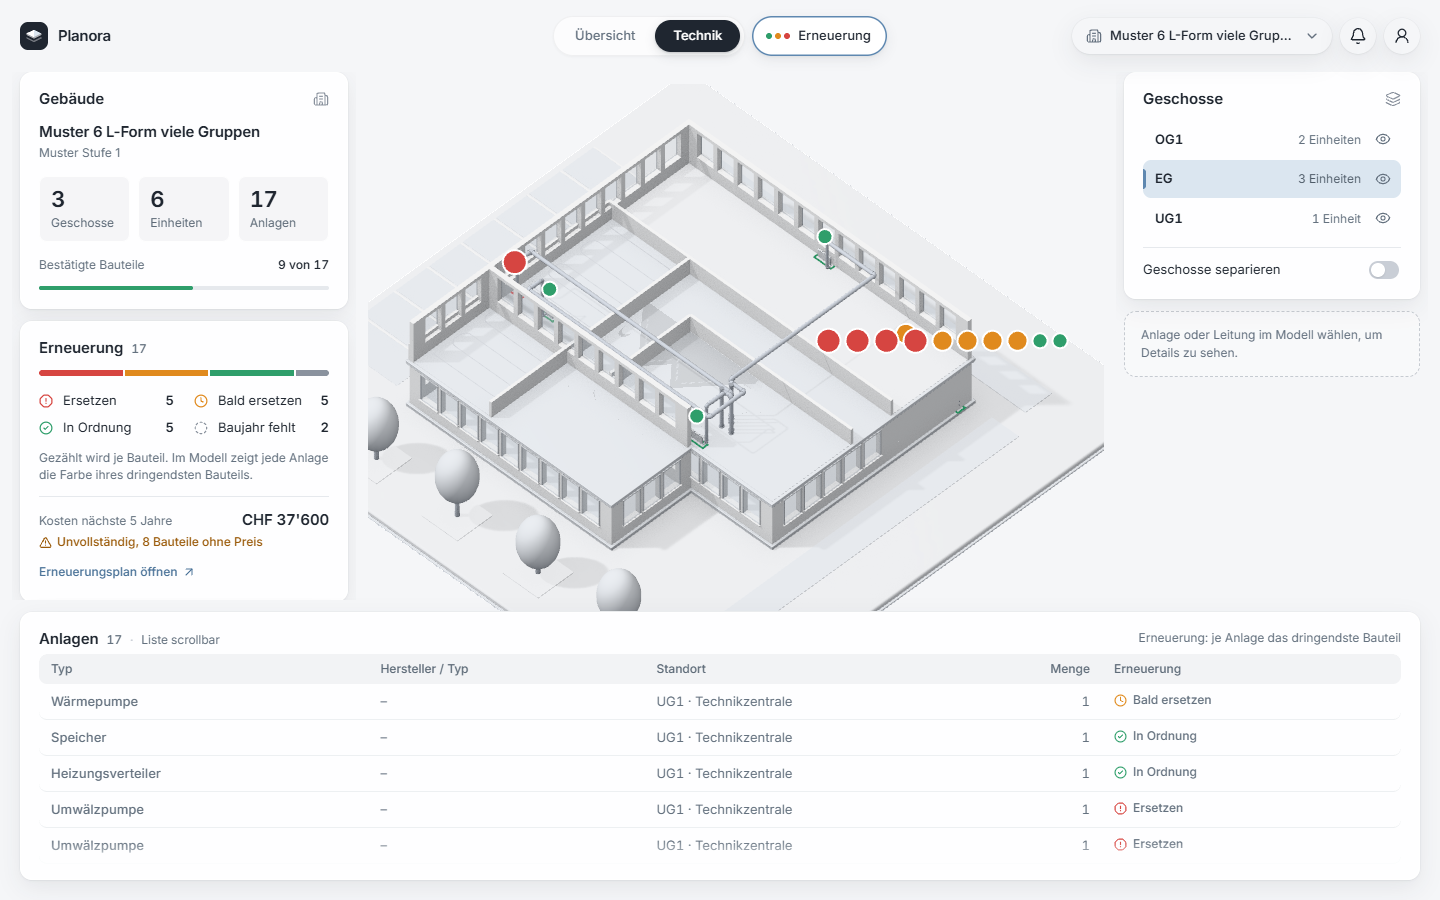 Planora
Übersicht
Technik
Erneuerung
Muster 6 L-Form viele Grup...
Gebäude
Muster 6 L-Form viele Gruppen
Muster Stufe 1
3
Geschosse
6
Einheiten
17
Anlagen
Bestätigte Bauteile 9 von 17
Erneuerung 17
Ersetzen 5
Bald ersetzen 5
In Ordnung 5
Baujahr fehlt 2
Gezählt wird je Bauteil. Im Modell zeigt jede Anlage
die Farbe ihres dringendsten Bauteils.
Kosten nächste 5 Jahre CHF 37'600
Unvollständig, 8 Bauteile ohne Preis
Erneuerungsplan öffnen
Geschosse
OG1 2 Einheiten
EG 3 Einheiten
UG1 1 Einheit
Geschosse separieren
Anlage oder Leitung im Modell wählen, um
Details zu sehen.
Anlagen 17 · Liste scrollbar
Erneuerung: je Anlage das dringendste Bauteil
Typ Hersteller / Typ Standort Menge Erneuerung
Wärmepumpe – UG1 · Technikzentrale 1 Bald ersetzen
Speicher – UG1 · Technikzentrale 1 In Ordnung
Heizungsverteiler – UG1 · Technikzentrale 1 In Ordnung
Umwälzpumpe – UG1 · Technikzentrale 1 Ersetzen
Umwälzpumpe – UG1 · Technikzentrale 1 Ersetzen